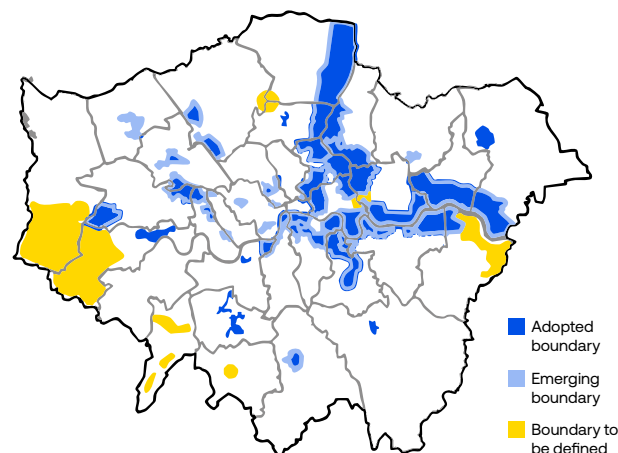 Adopted
boundary
Emerging
boundary
Boundary to
be defined